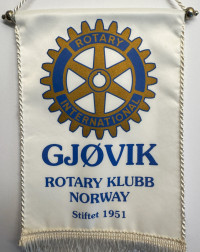 ROTARY
INTERNATIONAL
GJØVIK
ROTARY KLUBB
NORWAY
Stiftet 1951